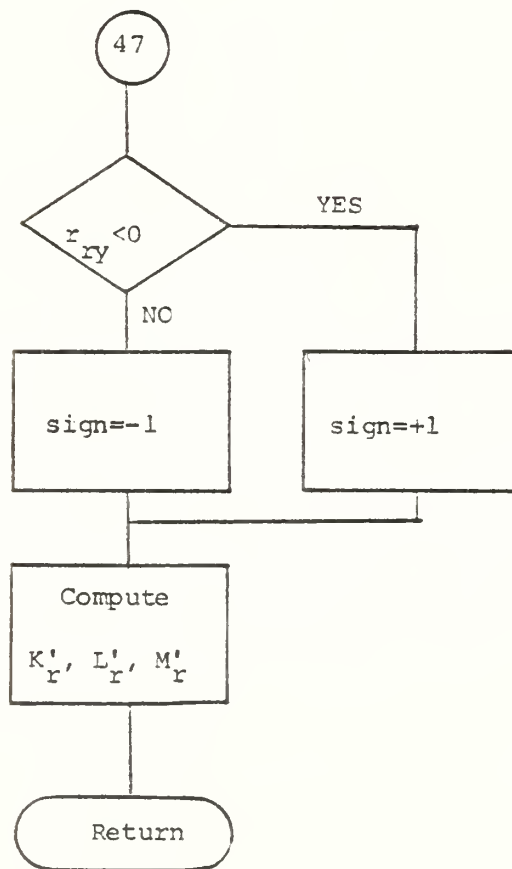 47
r_ry<0
YES
NO
sign=-1
sign=+1
Compute
K'_r, L'_r, M'_r
Return